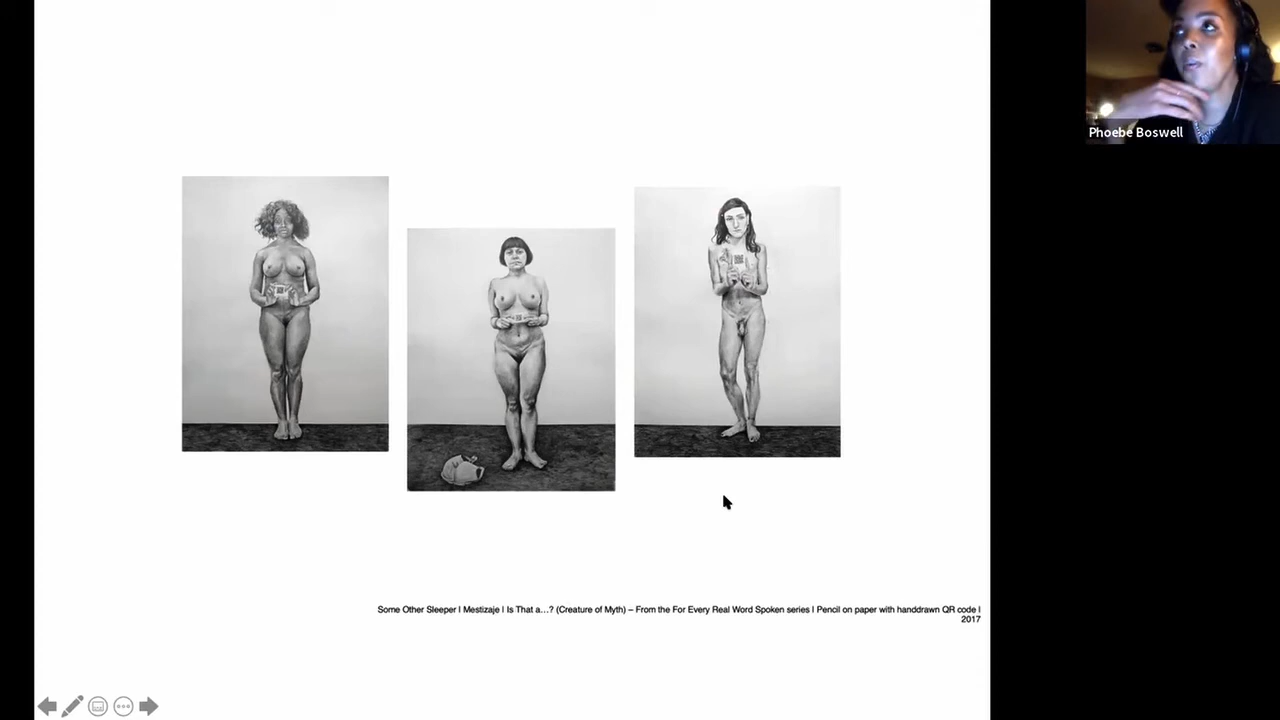 Phoebe Boswell
Some Other Sleeper I Mestizaje I Is That a...? (Creature of Myth) – From the For Every Real Word Spoken series I Pencil on paper with handdrawn QR code I
2017